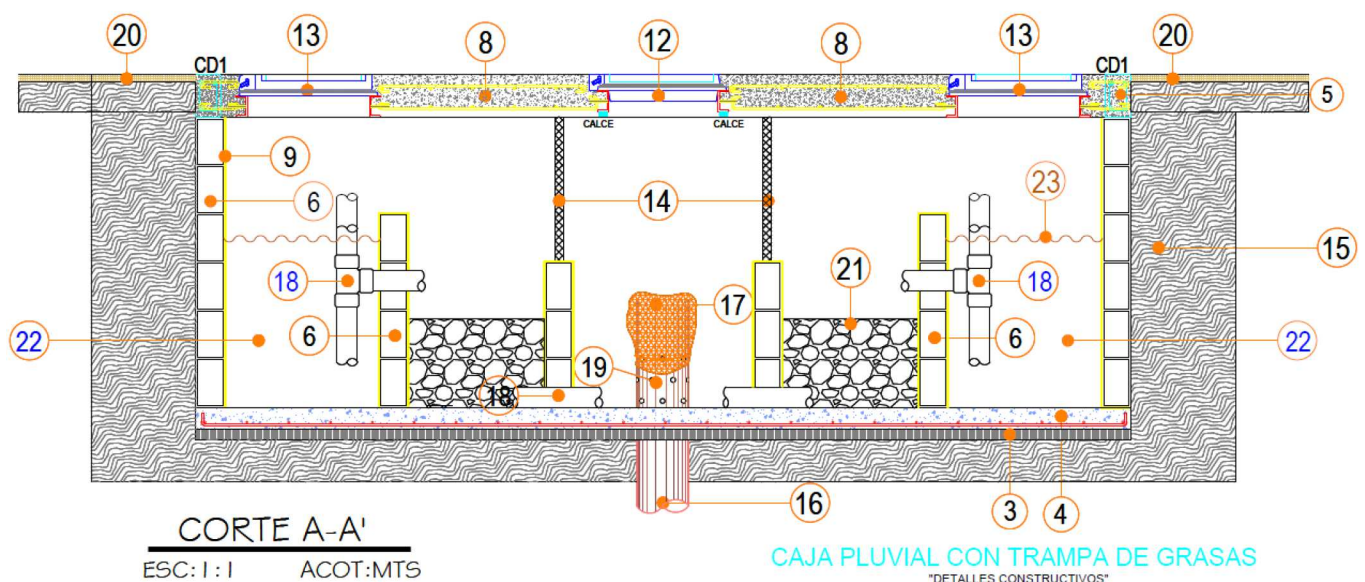 20 13 8 12 8 13 20
CD1 CD1
5
CALCE CALCE
9
6 14 23
15
18 21 18
17
22 6 6 22
19
18
3 4
16
CORTE A-A'
ESC: 1 : 1 ACOT:MTS
CAJA PLUVIAL CON TRAMPA DE GRASAS
"DETALLES CONSTRUCTIVOS"